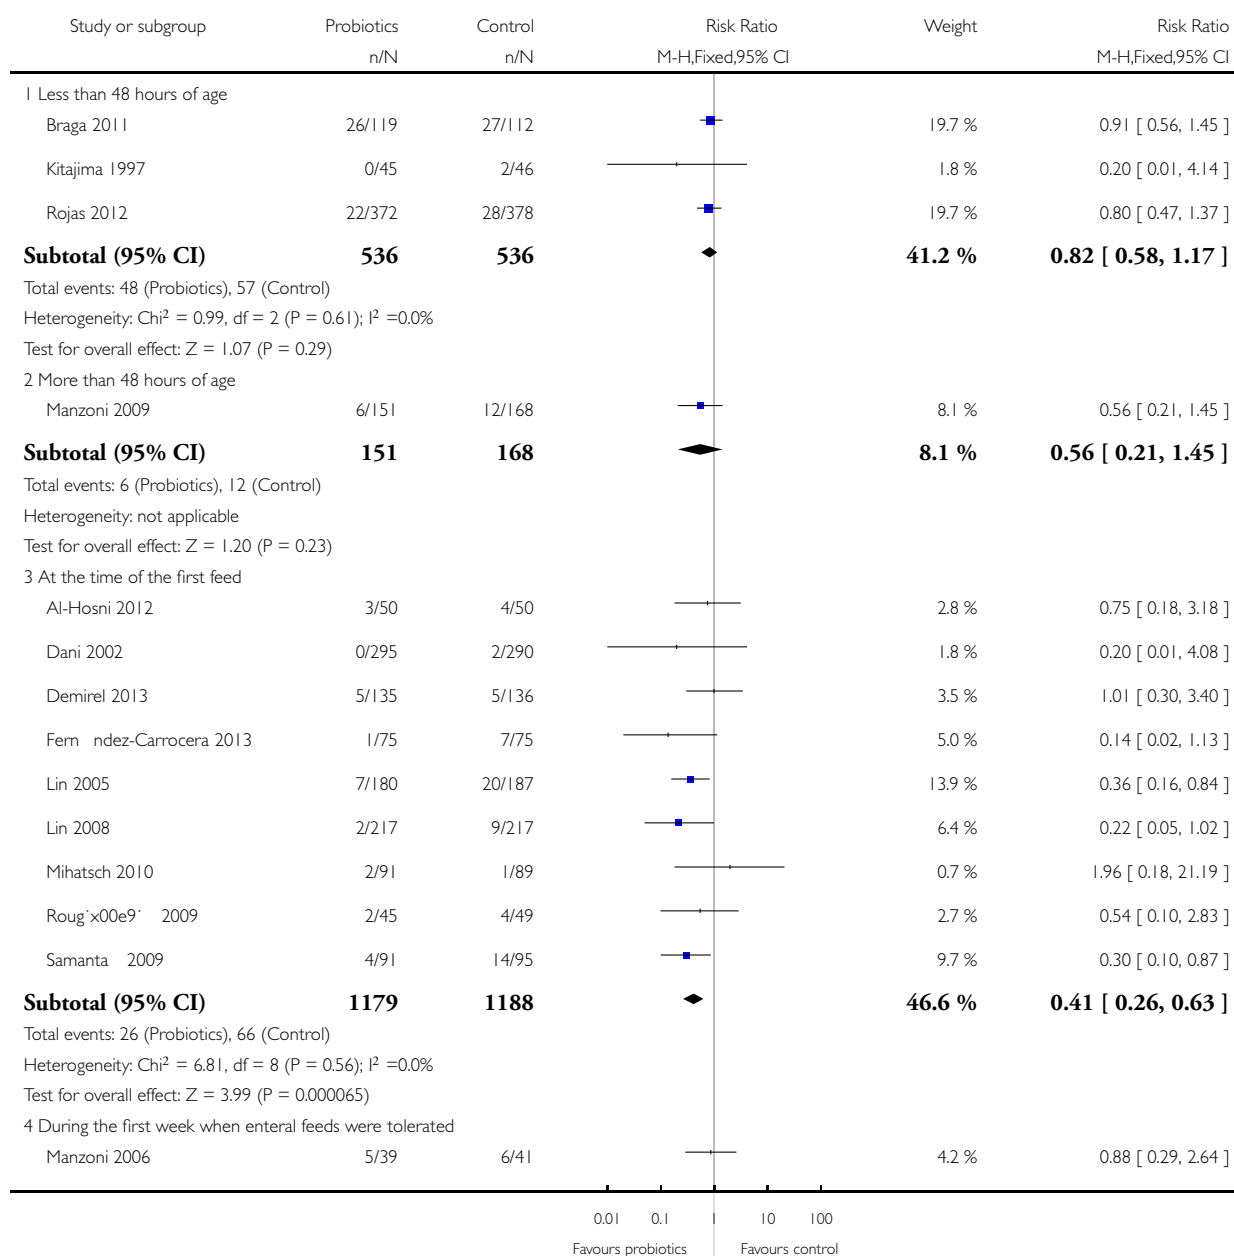 Study or subgroup Probiotics Control Risk Ratio Weight Risk Ratio
n/N n/N M-H,Fixed,95% CI M-H,Fixed,95% CI
1 Less than 48 hours of age
Braga 2011 26/119 27/112 19.7 % 0.91 [ 0.56, 1.45 ]
Kitajima 1997 0/45 2/46 1.8 % 0.20 [ 0.01, 4.14 ]
Rojas 2012 22/372 28/378 19.7 % 0.80 [ 0.47, 1.37 ]
Subtotal (95% CI) 536 536 41.2 % 0.82 [ 0.58, 1.17 ]
Total events: 48 (Probiotics), 57 (Control)
Heterogeneity: Chi² = 0.99, df = 2 (P = 0.61); I² =0.0%
Test for overall effect: Z = 1.07 (P = 0.29)
2 More than 48 hours of age
Manzoni 2009 6/151 12/168 8.1 % 0.56 [ 0.21, 1.45 ]
Subtotal (95% CI) 151 168 8.1 % 0.56 [ 0.21, 1.45 ]
Total events: 6 (Probiotics), 12 (Control)
Heterogeneity: not applicable
Test for overall effect: Z = 1.20 (P = 0.23)
3 At the time of the first feed
Al-Hosni 2012 3/50 4/50 2.8 % 0.75 [ 0.18, 3.18 ]
Dani 2002 0/295 2/290 1.8 % 0.20 [ 0.01, 4.08 ]
Demirel 2013 5/135 5/136 3.5 % 1.01 [ 0.30, 3.40 ]
Fern ndez-Carrocera 2013 1/75 7/75 5.0 % 0.14 [ 0.02, 1.13 ]
Lin 2005 7/180 20/187 13.9 % 0.36 [ 0.16, 0.84 ]
Lin 2008 2/217 9/217 6.4 % 0.22 [ 0.05, 1.02 ]
Mihatsch 2010 2/91 1/89 0.7 % 1.96 [ 0.18, 21.19 ]
Roug˙x00e9˙ 2009 2/45 4/49 2.7 % 0.54 [ 0.10, 2.83 ]
Samanta 2009 4/91 14/95 9.7 % 0.30 [ 0.10, 0.87 ]
Subtotal (95% CI) 1179 1188 46.6 % 0.41 [ 0.26, 0.63 ]
Total events: 26 (Probiotics), 66 (Control)
Heterogeneity: Chi² = 6.81, df = 8 (P = 0.56); I² =0.0%
Test for overall effect: Z = 3.99 (P = 0.000065)
4 During the first week when enteral feeds were tolerated
Manzoni 2006 5/39 6/41 4.2 % 0.88 [ 0.29, 2.64 ]
0.01 0.1 1 10 100
Favours probiotics Favours control